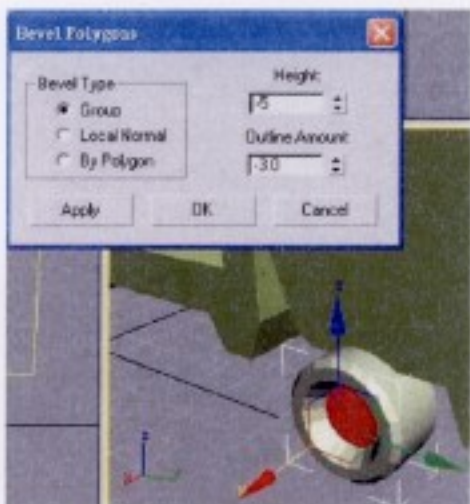 Bevel Polygons
Bevel Type
Group
Local Normal
By Polygon
Height:
-5
Outline Amount:
-3.0
Apply
OK
Cancel
z
z
x